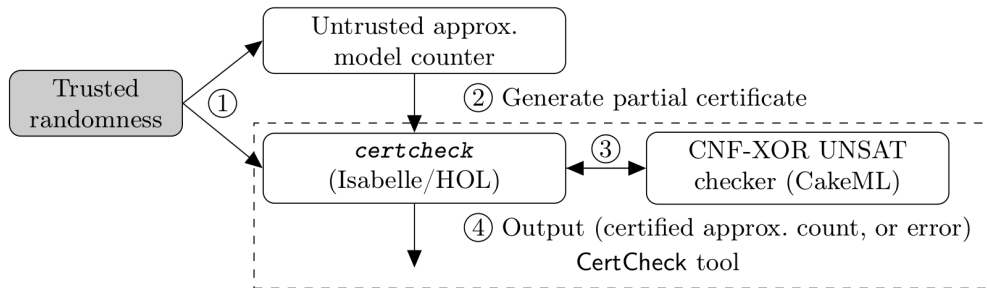 Untrusted approx.
model counter
Trusted
randomness
①
② Generate partial certificate
certcheck
(Isabelle/HOL)
③
CNF-XOR UNSAT
checker (CakeML)
④ Output (certified approx. count, or error)
CertCheck tool